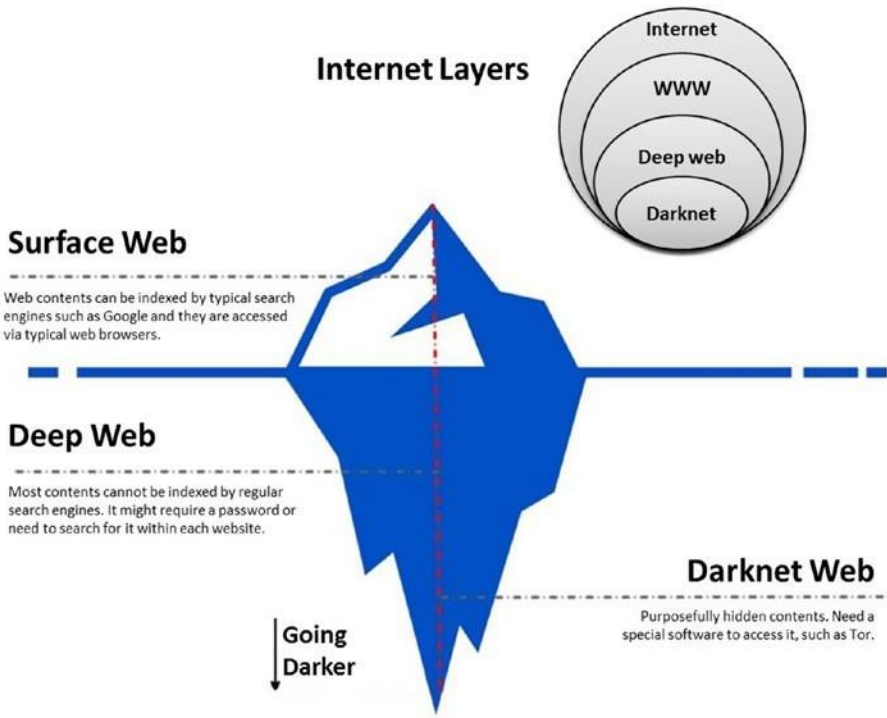 Internet Layers
Internet
WWW
Deep web
Darknet
Surface Web
Web contents can be indexed by typical search
engines such as Google and they are accessed
via typical web browsers.
Deep Web
Most contents cannot be indexed by regular
search engines. It might require a password or
need to search for it within each website.
Darknet Web
Purposefully hidden contents. Need a
special software to access it, such as Tor.
Going
Darker